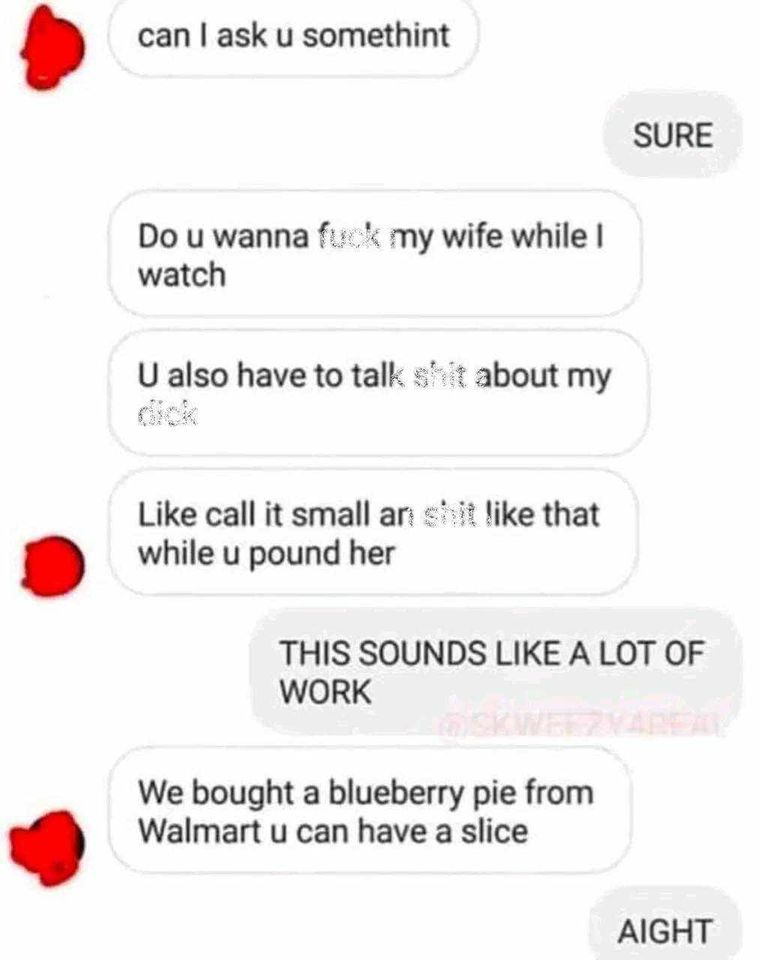 can I ask u somethint
SURE
Do u wanna fuck my wife while I
watch
U also have to talk shit about my
dick
Like call it small an shit like that
while u pound her
THIS SOUNDS LIKE A LOT OF
WORK
We bought a blueberry pie from
Walmart u can have a slice
AIGHT